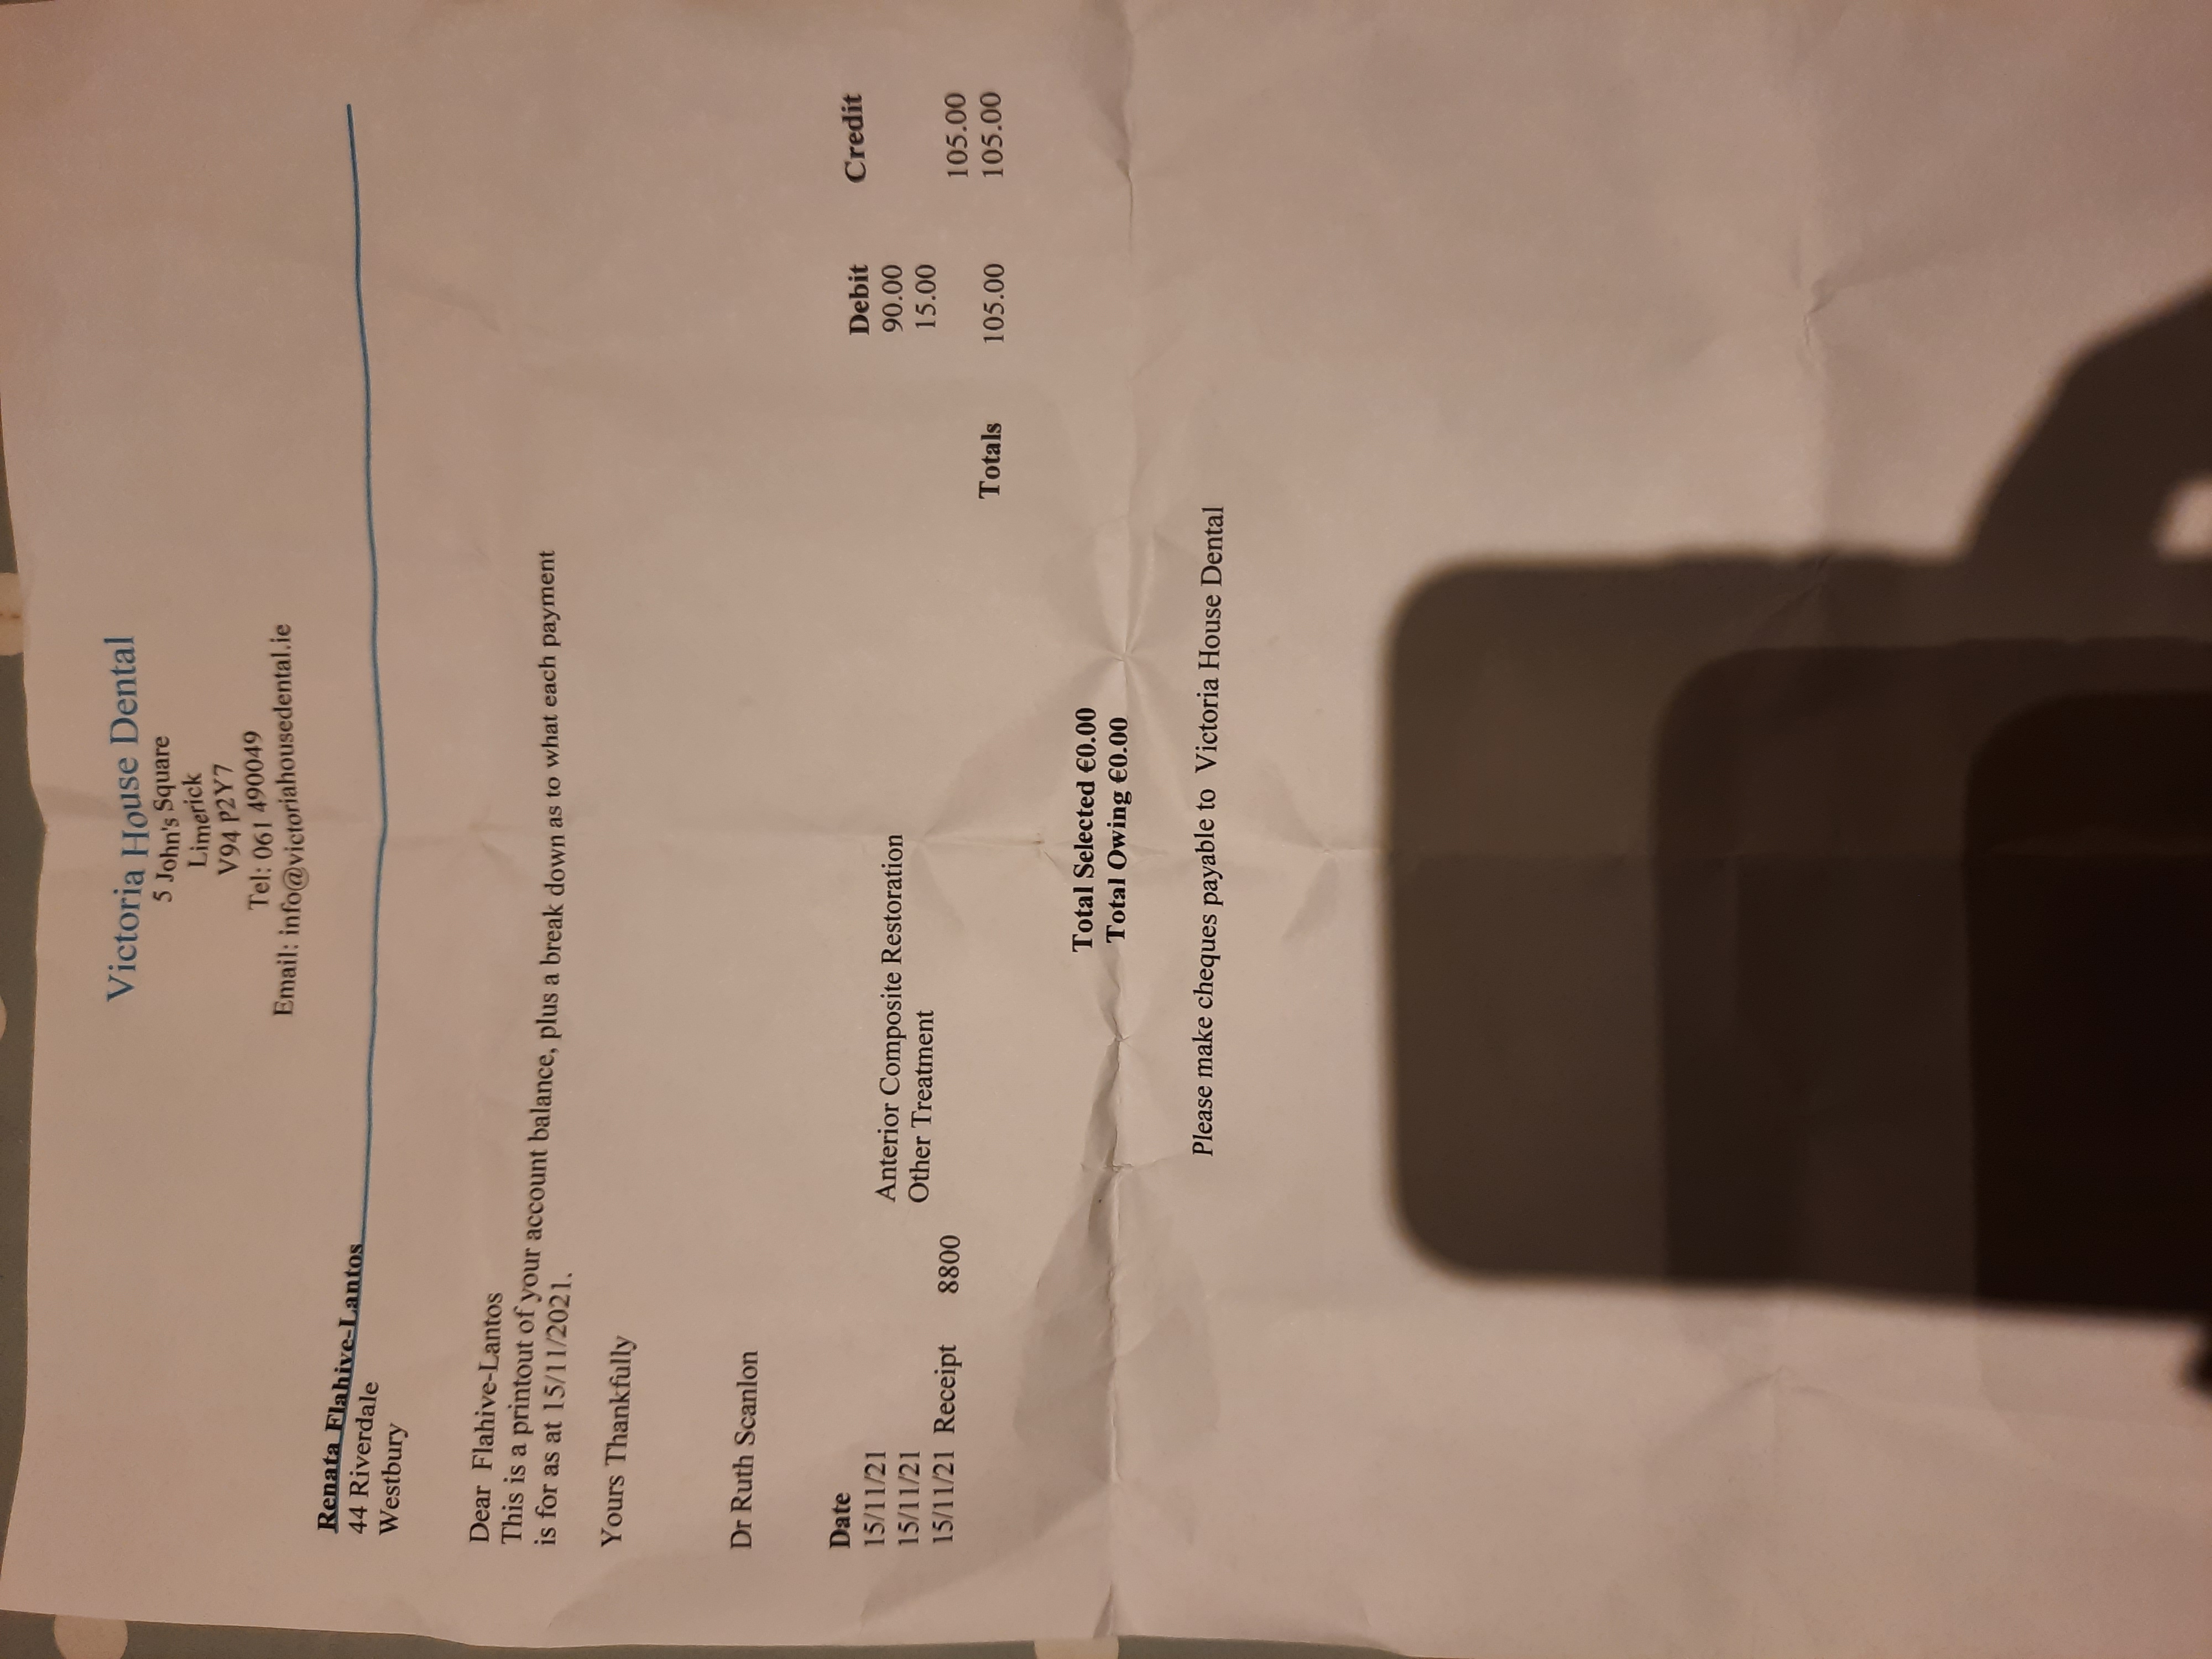 Victoria House Dental
5 John's Square
Limerick
V94 P2Y7
Tel: 061 490049
Email: info@victoriahousedental.ie
Renata Flahive-Lantos
44 Riverdale
Westbury
Dear Flahive-Lantos
This is a printout of your account balance, plus a break down as to what each payment
is for as at 15/11/2021.
Yours Thankfully
Dr Ruth Scanlon
Date Debit Credit
15/11/21 Anterior Composite Restoration 90.00
15/11/21 Other Treatment 15.00
15/11/21 Receipt 8800 105.00
Totals 105.00 105.00
Total Selected €0.00
Total Owing €0.00
Please make cheques payable to Victoria House Dental